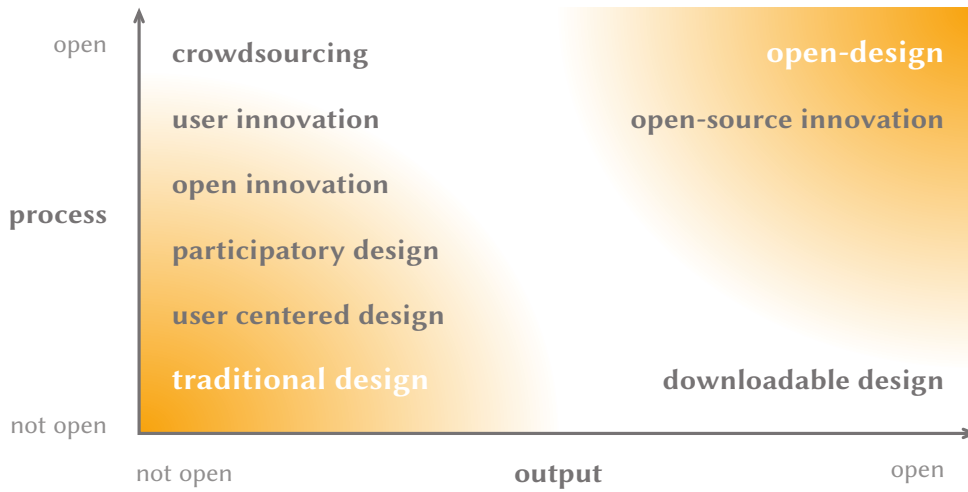 open
crowdsourcing
open-design
user innovation
open-source innovation
open innovation
process
participatory design
user centered design
traditional design
downloadable design
not open
not open
output
open